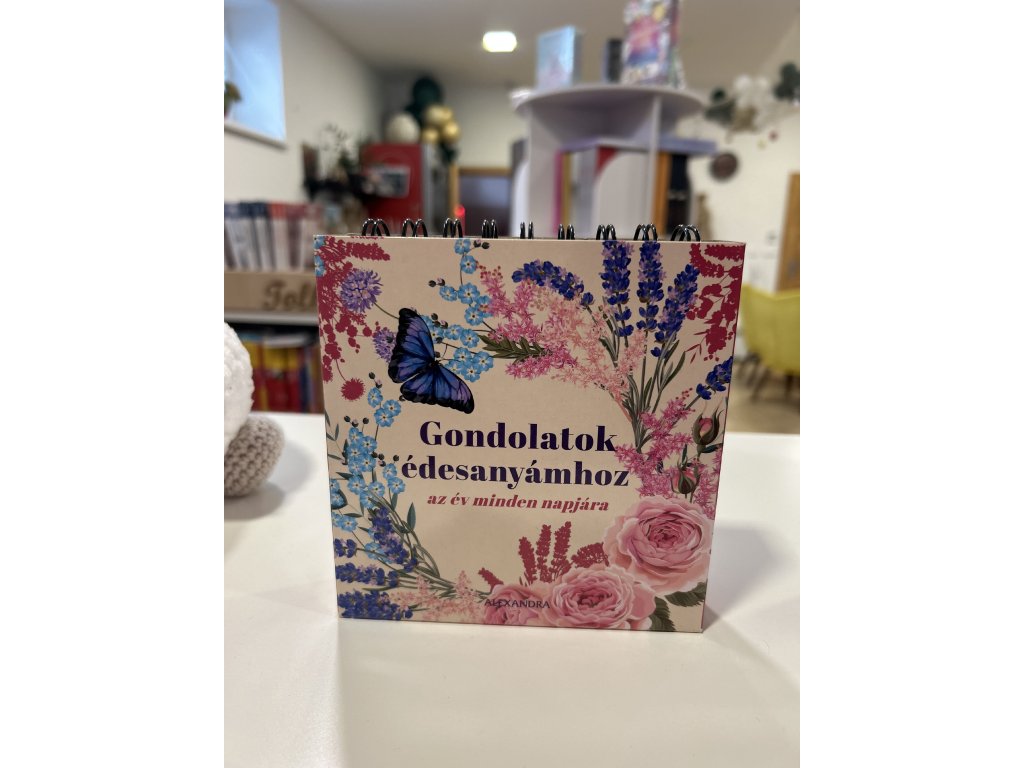 Gondolatok
édesanyámhoz
az év minden napjára
ALEXANDRA